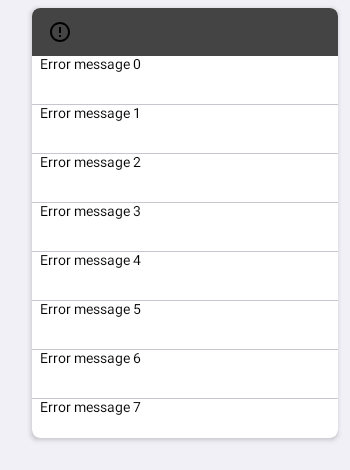 Error message 0
Error message 1
Error message 2
Error message 3
Error message 4
Error message 5
Error message 6
Error message 7